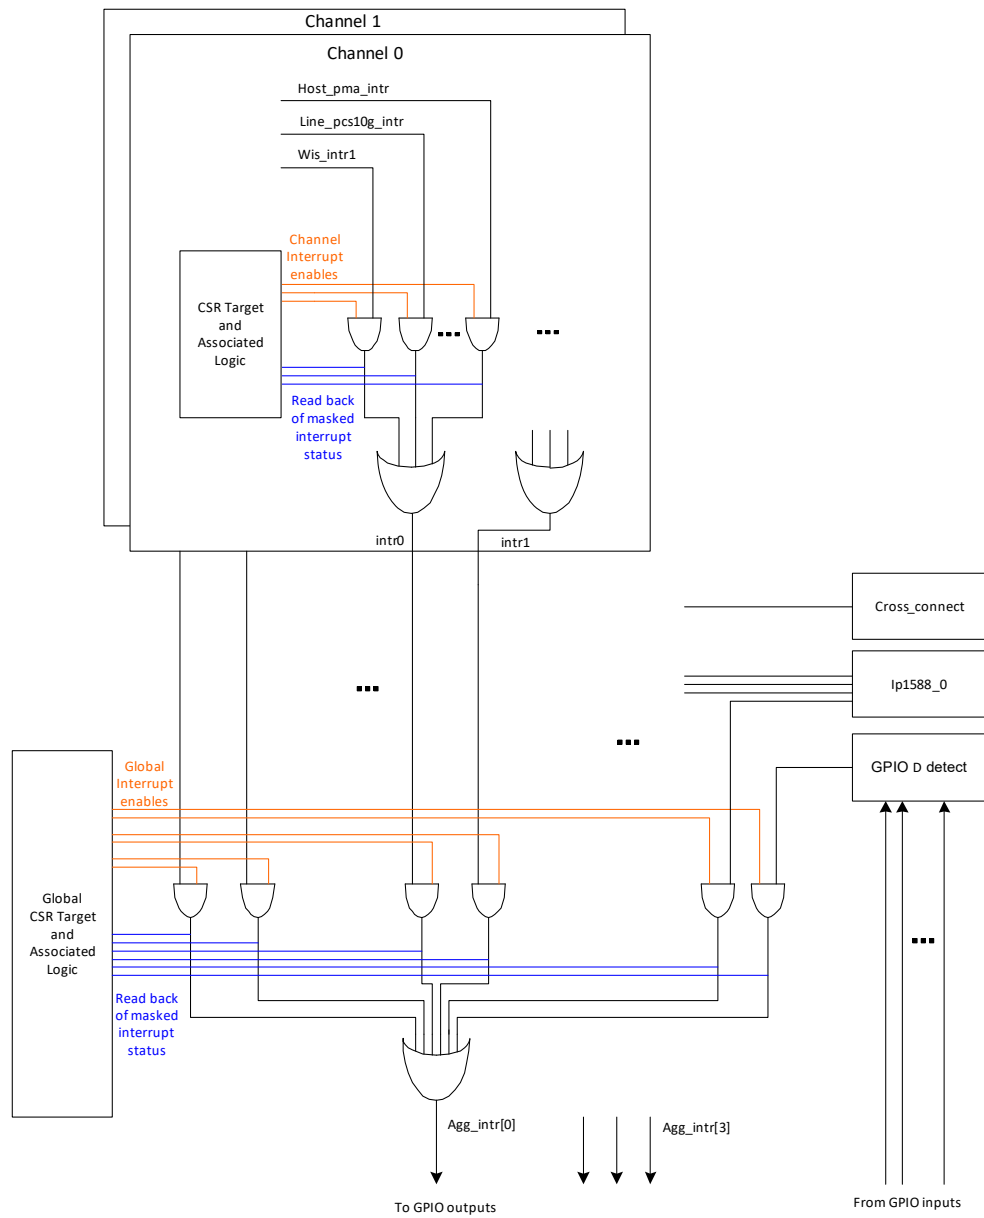 Channel 1
Channel 0
Host_pma_intr
Line_pcs10g_intr
Wis_intr1
Channel
Interrupt
enables
CSR Target
and
Associated
Logic
Read back
of masked
interrupt
status
intr0
intr1
Cross_connect
Ip1588_0
GPIO D detect
Global
Interrupt
enables
Global
CSR Target
and
Associated
Logic
Read back
of masked
interrupt
status
Agg_intr[0]
Agg_intr[3]
To GPIO outputs
From GPIO inputs